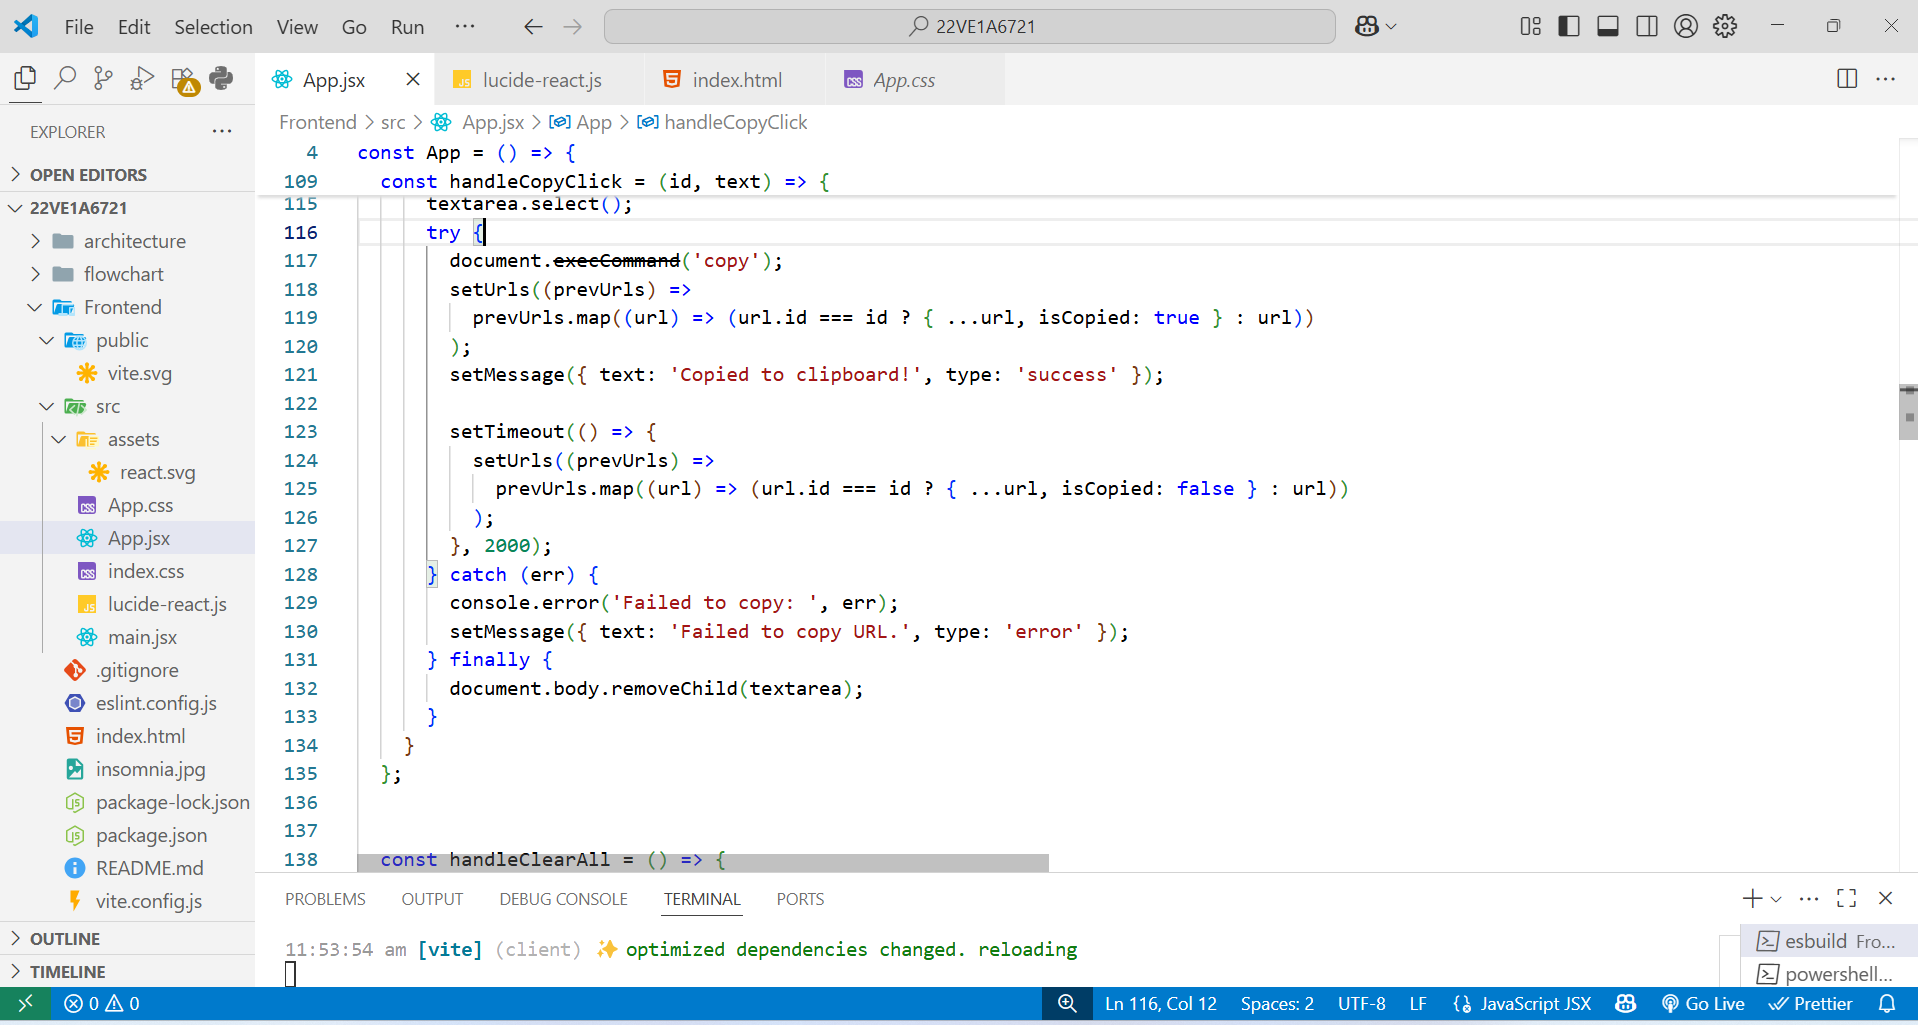 File Edit Selection View Go Run ··· 22VE1A6721
App.jsx lucide-react.js index.html App.css
EXPLORER
Frontend > src > App.jsx > App > handleCopyClick
OPEN EDITORS
22VE1A6721
architecture
flowchart
Frontend
public
vite.svg
src
assets
react.svg
App.css
App.jsx
index.css
lucide-react.js
main.jsx
.gitignore
eslint.config.js
index.html
insomnia.jpg
package-lock.json
package.json
README.md
vite.config.js
OUTLINE
TIMELINE
4 const App = () => {
109 const handleCopyClick = (id, text) => {
115 textarea.select();
116 try {
117 document.execCommand('copy');
118 setUrls((prevUrls) =>
119 prevUrls.map((url) => (url.id === id ? { ...url, isCopied: true } : url))
120 );
121 setMessage({ text: 'Copied to clipboard!', type: 'success' });
122
123 setTimeout(() => {
124 setUrls((prevUrls) =>
125 prevUrls.map((url) => (url.id === id ? { ...url, isCopied: false } : url))
126 );
127 }, 2000);
128 } catch (err) {
129 console.error('Failed to copy: ', err);
130 setMessage({ text: 'Failed to copy URL.', type: 'error' });
131 } finally {
132 document.body.removeChild(textarea);
133 }
134 }
135 };
136
137
138 const handleClearAll = () => {
PROBLEMS OUTPUT DEBUG CONSOLE TERMINAL PORTS
11:53:54 am [vite] (client) ✨ optimized dependencies changed. reloading
esbuild Fro...
powershell...
0 0 Ln 116, Col 12 Spaces: 2 UTF-8 LF JavaScript JSX Go Live Prettier